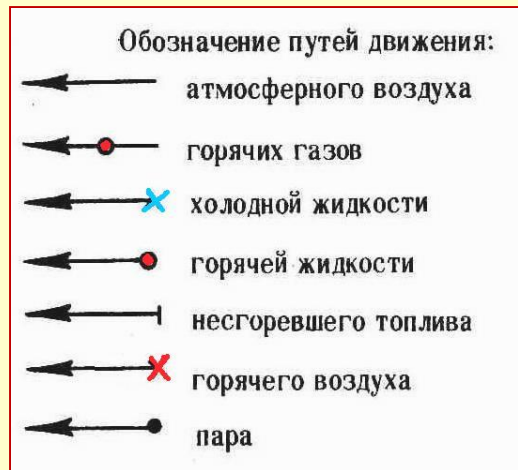 Обозначение путей движения:
атмосферного воздуха
горячих газов
холодной жидкости
горячей жидкости
несгоревшего топлива
горячего воздуха
пара